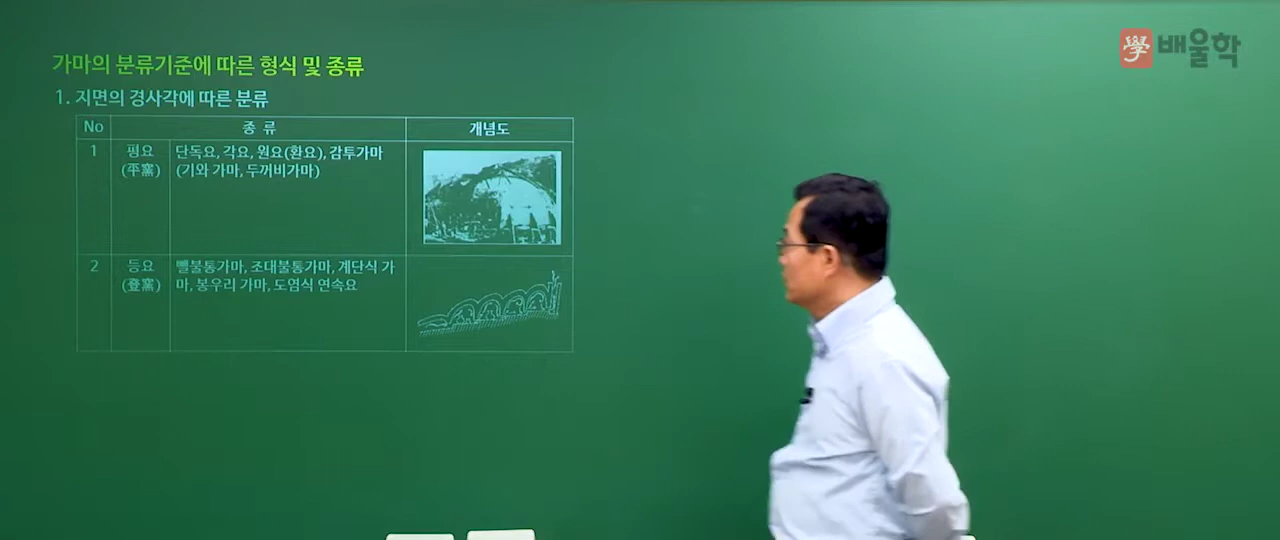 學 배울학
가마의 분류기준에 따른 형식 및 종류
1. 지면의 경사각에 따른 분류
No 종 류 개념도
1 평요 단독요, 각요, 원요(환요), 감투가마
(平窯) (기와 가마, 두꺼비가마)
2 등요 뺄불통가마, 조대불통가마, 계단식 가
(登窯) 마, 봉우리 가마, 도염식 연속요